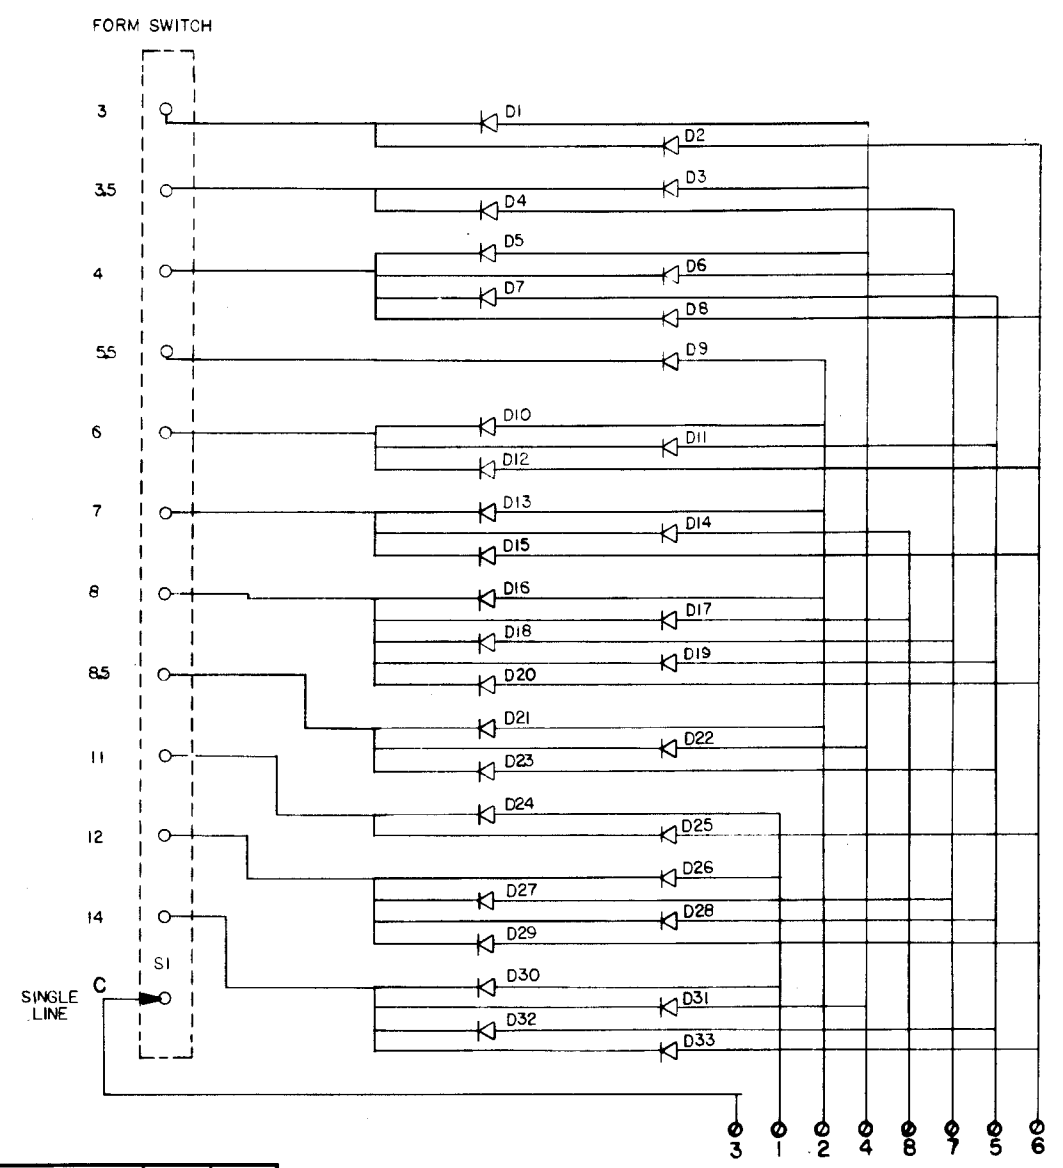 FORM SWITCH
3
D1
D2
3.5
D3
D4
4
D5
D6
D7
D8
5.5
D9
6
D10
D11
D12
7
D13
D14
D15
8
D16
D17
D18
D19
D20
8.5
D21
D22
D23
11
D24
D25
12
D26
D27
D28
D29
14
S1
C
D30
SINGLE
LINE
D31
D32
D33
3 1 2 4 8 7 5 6